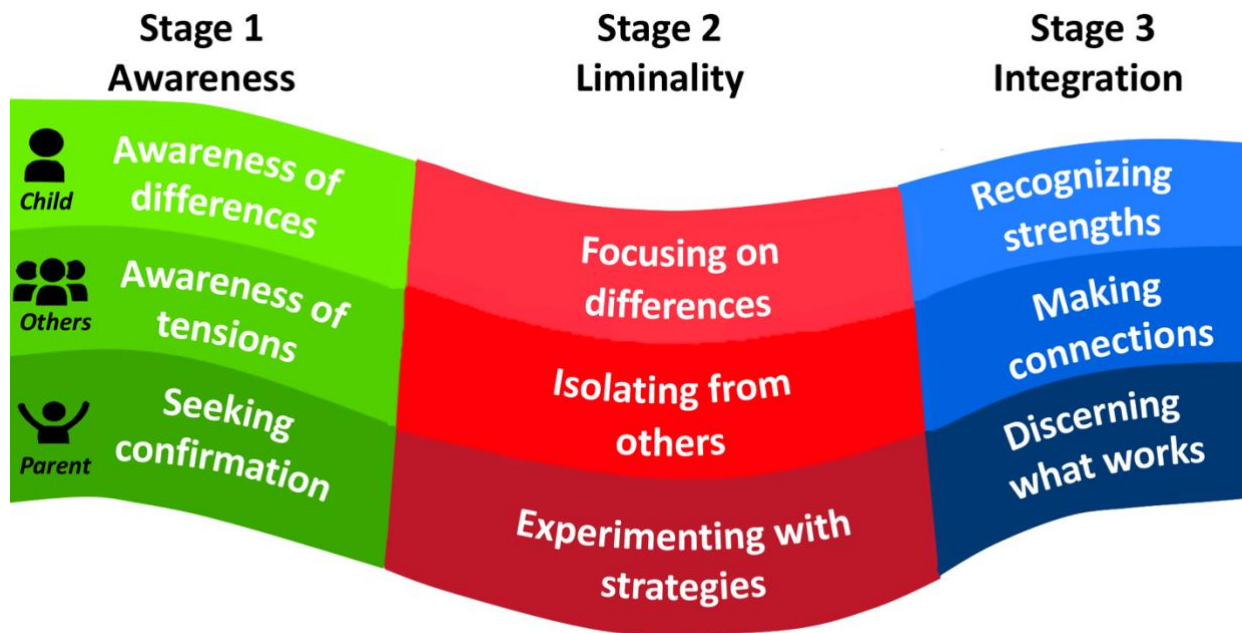 Stage 1
Awareness
Stage 2
Liminality
Stage 3
Integration
Child
Awareness of
differences
Focusing on
differences
Recognizing
strengths
Others
Awareness of
tensions
Isolating from
others
Making
connections
Parent
Seeking
confirmation
Experimenting with
strategies
Discerning
what works